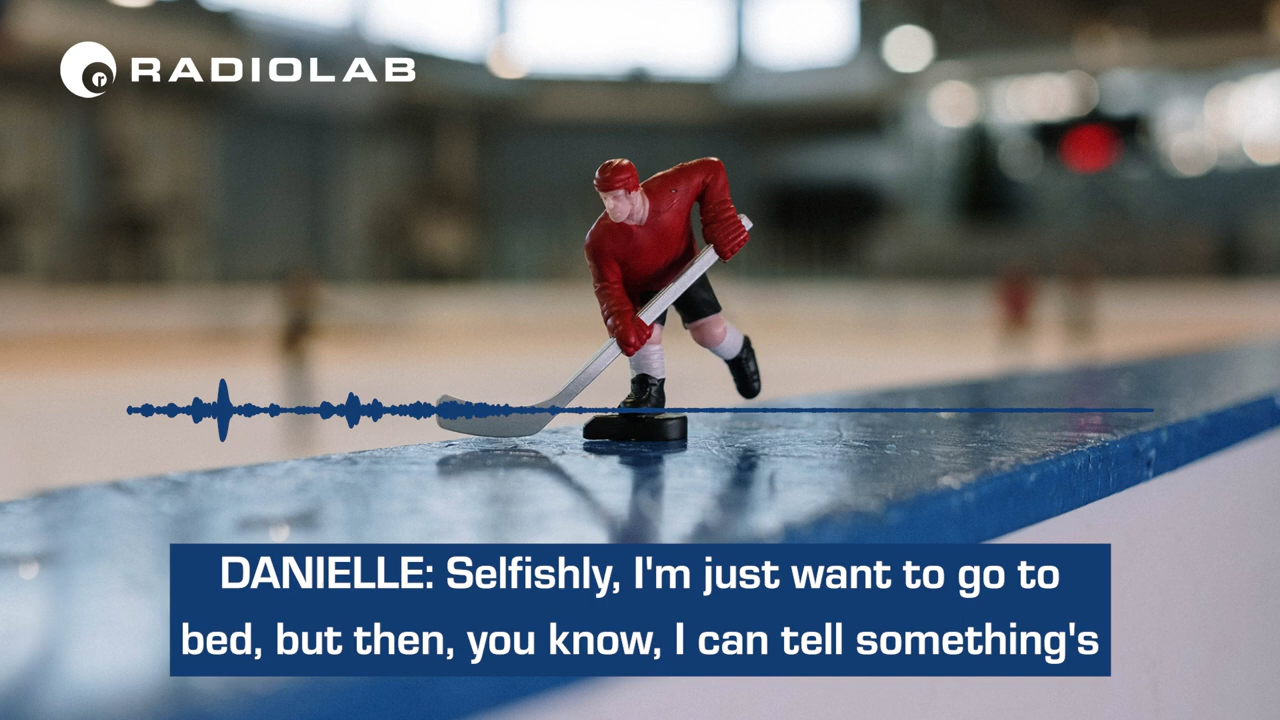 RADIOLAB
DANIELLE: Selfishly, I'm just want to go to
bed, but then, you know, I can tell something's